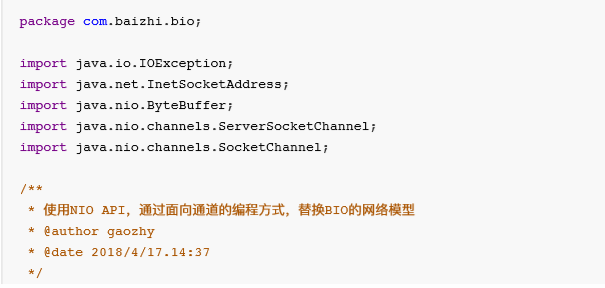 package com.baizhi.bio;
import java.io.IOException;
import java.net.InetSocketAddress;
import java.nio.ByteBuffer;
import java.nio.channels.ServerSocketChannel;
import java.nio.channels.SocketChannel;
/**
* 使用NIO API，通过面向通道的编程方式，替换BIO的网络模型
* @author gaozhy
* @date 2018/4/17.14:37
*/